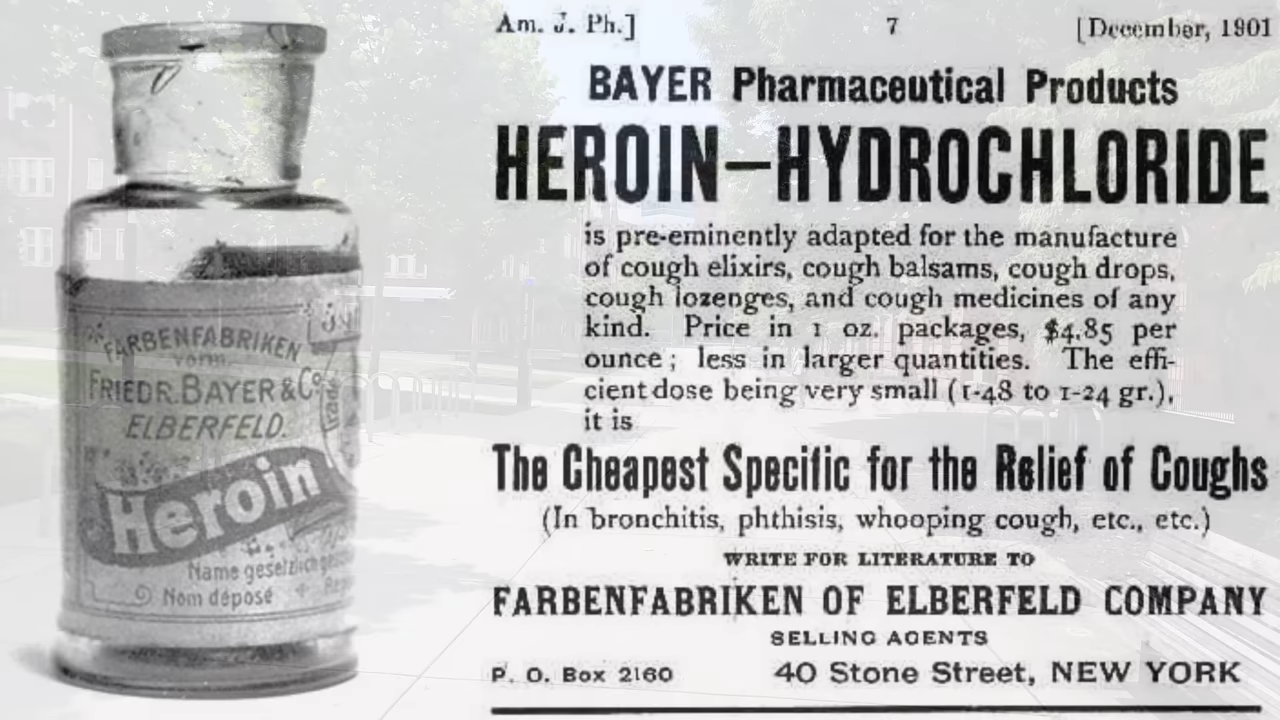 FARBENFABRIKEN
vorm.
FRIEDR. BAYER & Co
ELBERFELD.
Heroin
Name gesetzlich
Nom déposé
Am. J. Ph.] 7 [December, 1901
BAYER Pharmaceutical Products
HEROIN–HYDROCHLORIDE
is pre-eminently adapted for the manufacture
of cough elixirs, cough balsams, cough drops,
cough lozenges, and cough medicines of any
kind. Price in 1 oz. packages, $4.85 per
ounce; less in larger quantities. The effi-
cient dose being very small (1-48 to 1-24 gr.),
it is
The Cheapest Specific for the Relief of Coughs
(In bronchitis, phthisis, whooping cough, etc., etc.)
WRITE FOR LITERATURE TO
FARBENFABRIKEN OF ELBERFELD COMPANY
SELLING AGENTS
P. O. Box 2160 40 Stone Street, NEW YORK